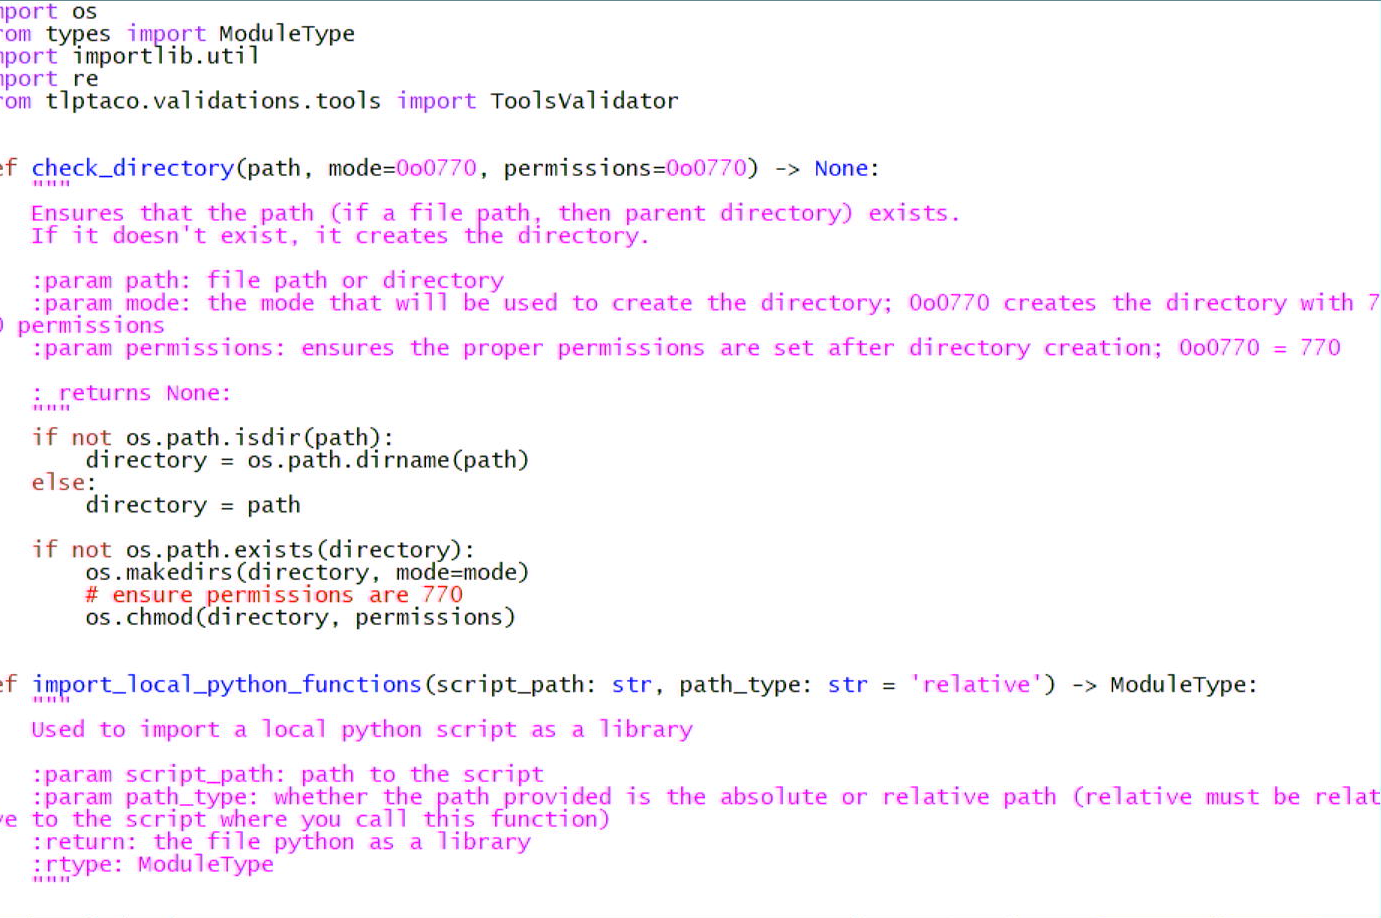 mport os
om types import ModuleType
mport importlib.util
mport re
om tlptaco.validations.tools import ToolsValidator
ef check_directory(path, mode=0o0770, permissions=0o0770) -> None:
    """
    Ensures that the path (if a file path, then parent directory) exists.
    If it doesn't exist, it creates the directory.
    :param path: file path or directory
    :param mode: the mode that will be used to create the directory; 0o0770 creates the directory with 7
0 permissions
    :param permissions: ensures the proper permissions are set after directory creation; 0o0770 = 770
    : returns None:
    """
    if not os.path.isdir(path):
        directory = os.path.dirname(path)
    else:
        directory = path
    if not os.path.exists(directory):
        os.makedirs(directory, mode=mode)
        # ensure permissions are 770
        os.chmod(directory, permissions)
ef import_local_python_functions(script_path: str, path_type: str = 'relative') -> ModuleType:
    """
    Used to import a local python script as a library
    :param script_path: path to the script
    :param path_type: whether the path provided is the absolute or relative path (relative must be relat
ve to the script where you call this function)
    :return: the file python as a library
    :rtype: ModuleType
    """